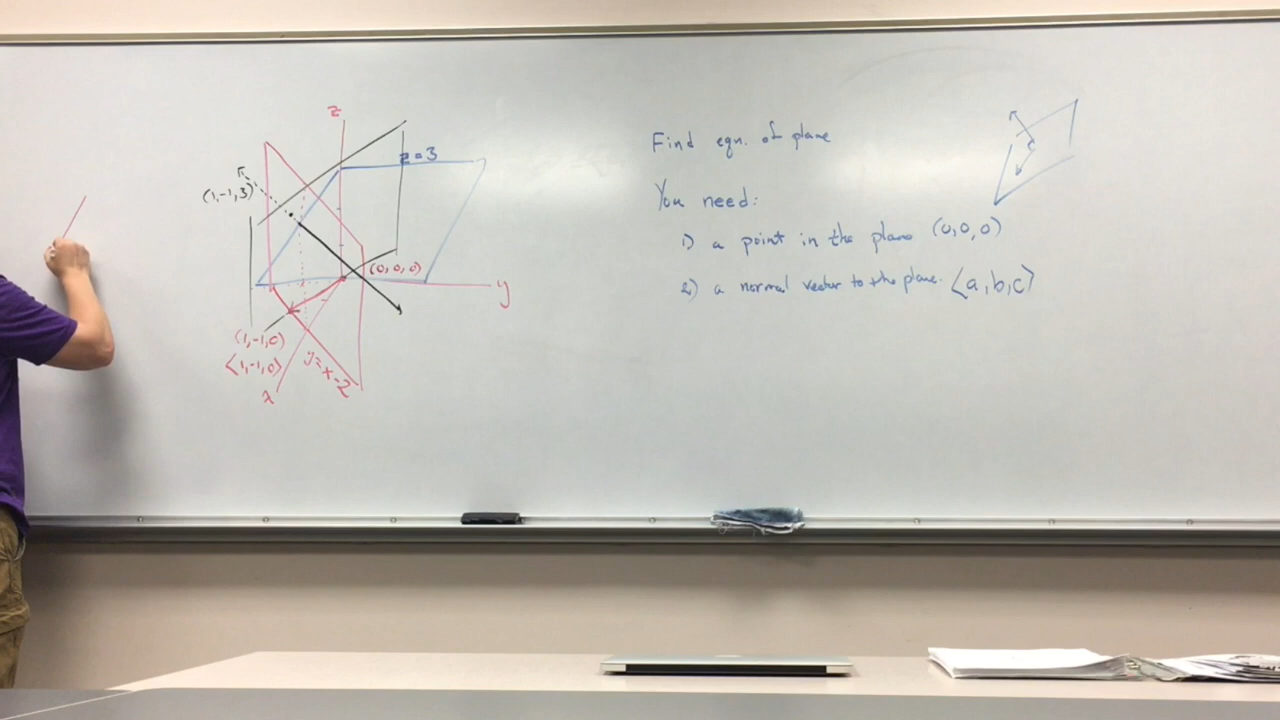 z
z = 3
(1,-1,3)
(0,0,0)
y
(1,-1,0)
⟨1,-1,0⟩
y=x-2
x
Find eqn. of plane
You need:
1) a point in the plane (0,0,0)
2) a normal vector to the plane. ⟨a,b,c⟩